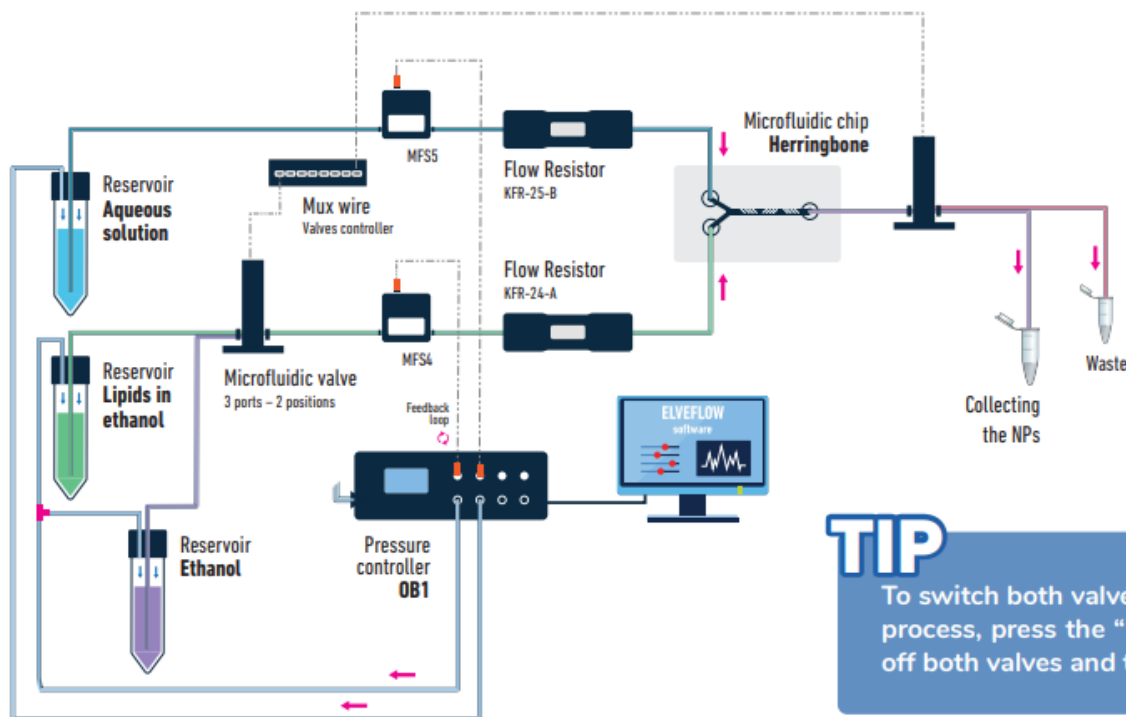 MFS5
Flow Resistor
KFR-25-B
Microfluidic chip
Herringbone
Reservoir
Aqueous
solution
Mux wire
Valves controller
Flow Resistor
KFR-24-A
MFS4
Reservoir
Lipids in
ethanol
Microfluidic valve
3 ports – 2 positions
Feedback
loop
Waste
Collecting
the NPs
ELVEFLOW
software
Reservoir
Ethanol
Pressure
controller
OB1
TIP
To switch both valve
process, press the “
off both valves and t